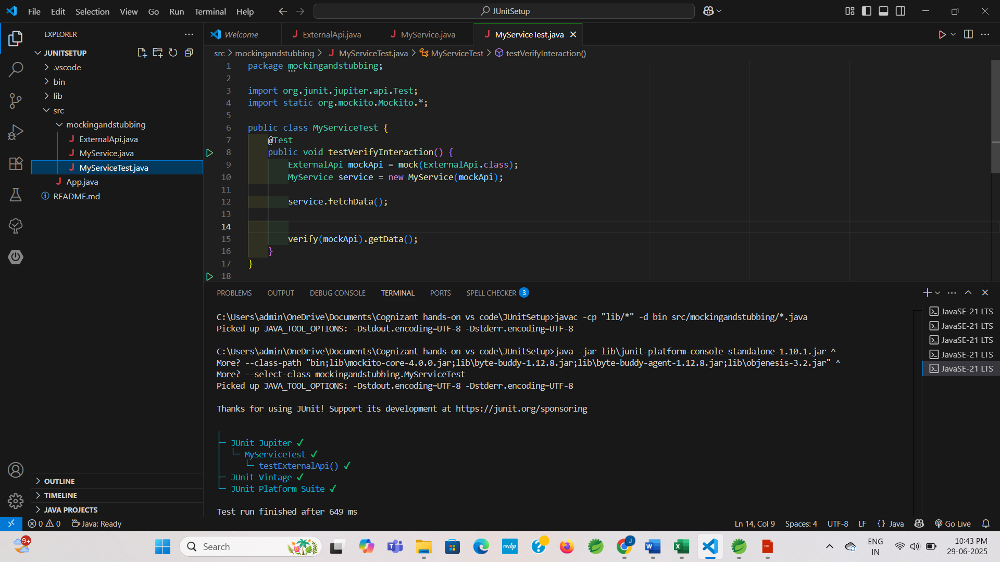 File Edit Selection View Go Run Terminal Help
JUnitSetup
EXPLORER
JUNITSETUP
.vscode
bin
lib
src
mockingandstubbing
ExternalApi.java
MyService.java
MyServiceTest.java
App.java
README.md
OUTLINE
TIMELINE
JAVA PROJECTS
Welcome ExternalApi.java MyService.java MyServiceTest.java
src > mockingandstubbing > MyServiceTest.java > MyServiceTest > testVerifyInteraction()
1 package mockingandstubbing;
2
3 import org.junit.jupiter.api.Test;
4 import static org.mockito.Mockito.*;
5
6 public class MyServiceTest {
7 @Test
8 public void testVerifyInteraction() {
9 ExternalApi mockApi = mock(ExternalApi.class);
10 MyService service = new MyService(mockApi);
11
12 service.fetchData();
13
14
15 verify(mockApi).getData();
16 }
17 }
18
PROBLEMS OUTPUT DEBUG CONSOLE TERMINAL PORTS SPELL CHECKER 3
C:\Users\admin\OneDrive\Documents\Cognizant hands-on vs code\JUnitSetup>javac -cp "lib/*" -d bin src/mockingandstubbing/*.java
Picked up JAVA_TOOL_OPTIONS: -Dstdout.encoding=UTF-8 -Dstderr.encoding=UTF-8
C:\Users\admin\OneDrive\Documents\Cognizant hands-on vs code\JUnitSetup>java -jar lib\junit-platform-console-standalone-1.10.1.jar ^
More? --class-path "bin;lib\mockito-core-4.0.0.jar;lib\byte-buddy-1.12.8.jar;lib\byte-buddy-agent-1.12.8.jar;lib\objenesis-3.2.jar" ^
More? --select-class mockingandstubbing.MyServiceTest
Picked up JAVA_TOOL_OPTIONS: -Dstdout.encoding=UTF-8 -Dstderr.encoding=UTF-8
Thanks for using JUnit! Support its development at https://junit.org/sponsoring
JUnit Jupiter ✓
MyServiceTest ✓
testExternalApi() ✓
JUnit Vintage ✓
JUnit Platform Suite ✓
Test run finished after 649 ms
JavaSE-21 LTS
JavaSE-21 LTS
JavaSE-21 LTS
JavaSE-21 LTS
JavaSE-21 LTS
0 0 Java: Ready
Ln 14, Col 9 Spaces: 4 UTF-8 LF {} Java Go Live
9+
Search
myhp
ENG
IN
10:43 PM
29-06-2025